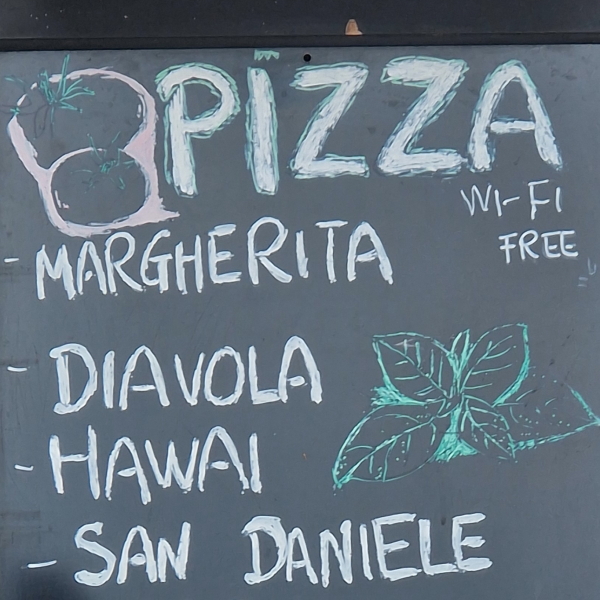 PIZZA
WI-FI
FREE
- MARGHERITA
- DIAVOLA
- HAWAI
- SAN DANIELE